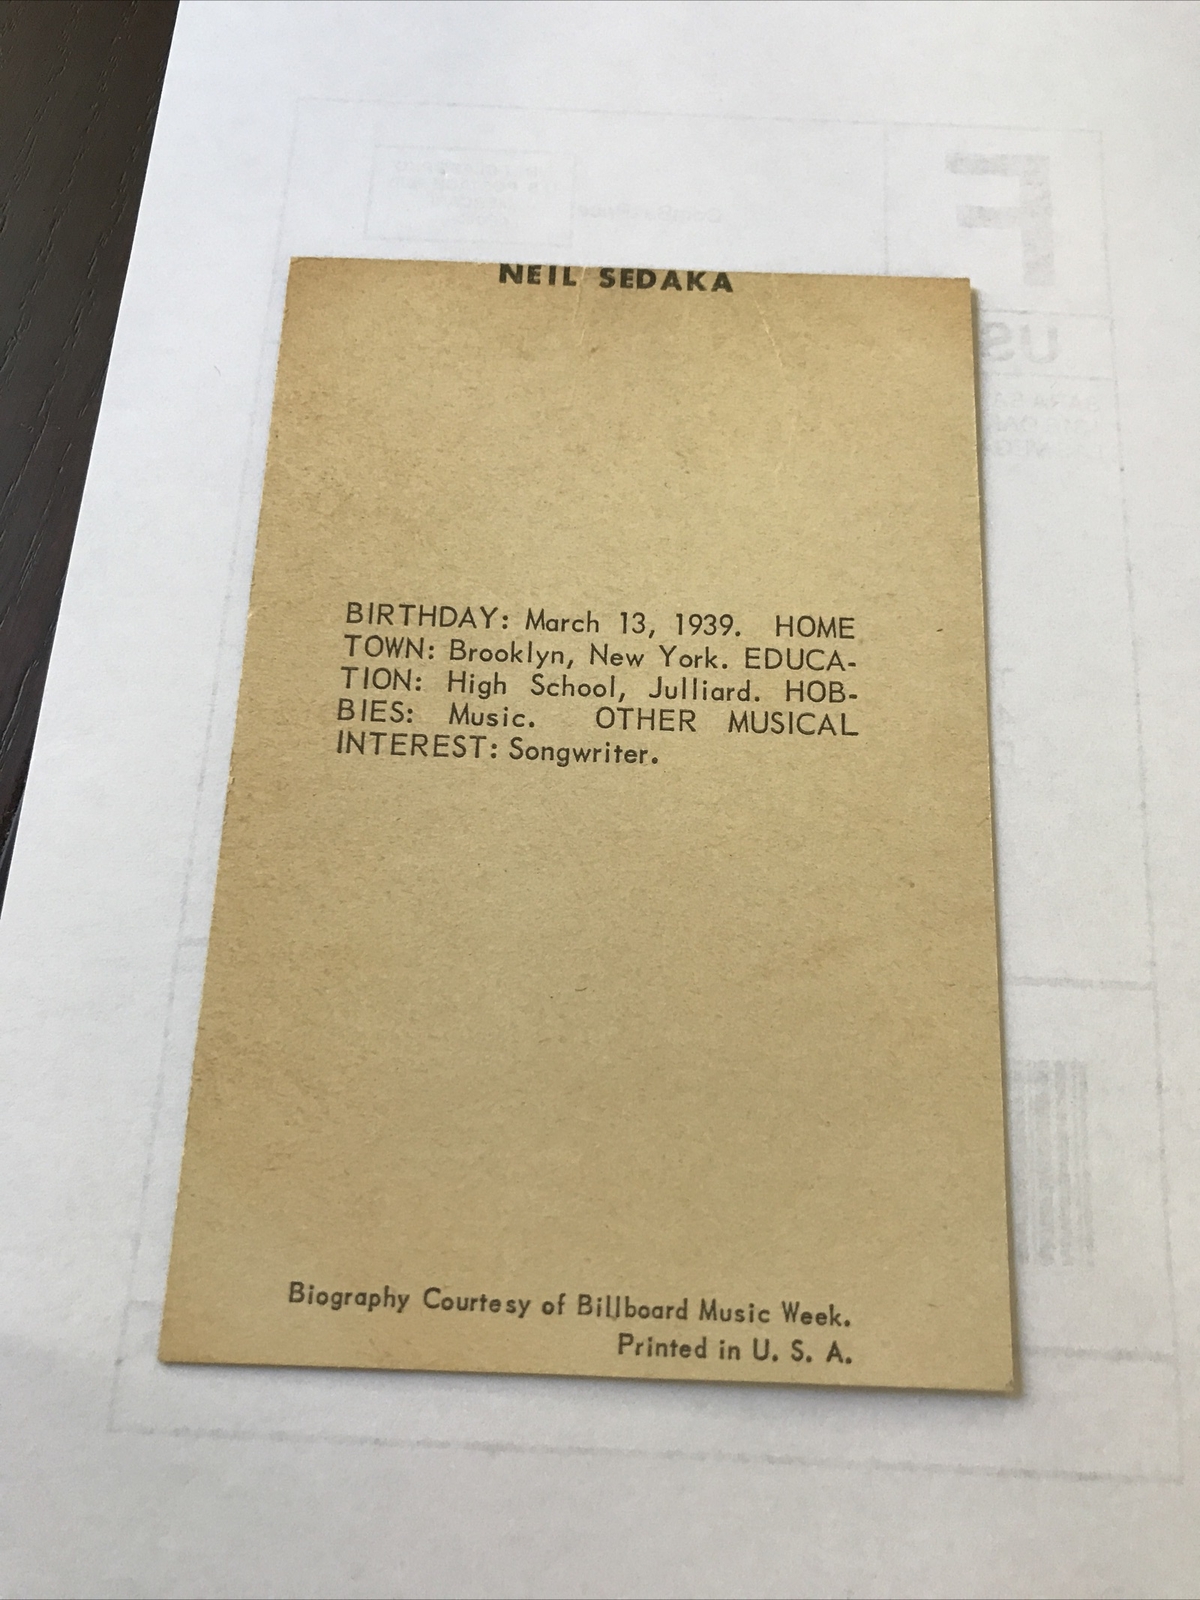 NEIL SEDAKA
BIRTHDAY: March 13, 1939. HOME
TOWN: Brooklyn, New York. EDUCA-
TION: High School, Julliard. HOB-
BIES: Music. OTHER MUSICAL
INTEREST: Songwriter.
Biography Courtesy of Billboard Music Week.
Printed in U. S. A.
F
US